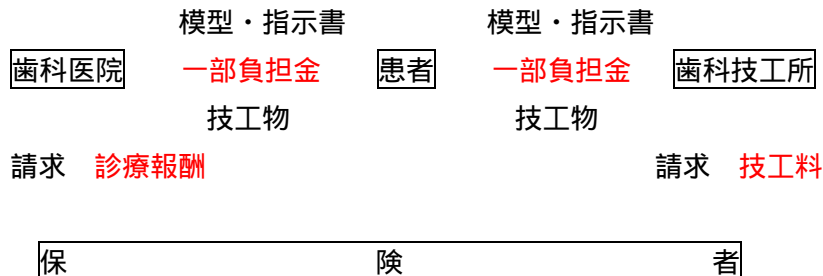 模型・指示書 模型・指示書
歯科医院 一部負担金 患者 一部負担金 歯科技工所
技工物 技工物
請求 診療報酬 請求 技工料
保 険 者